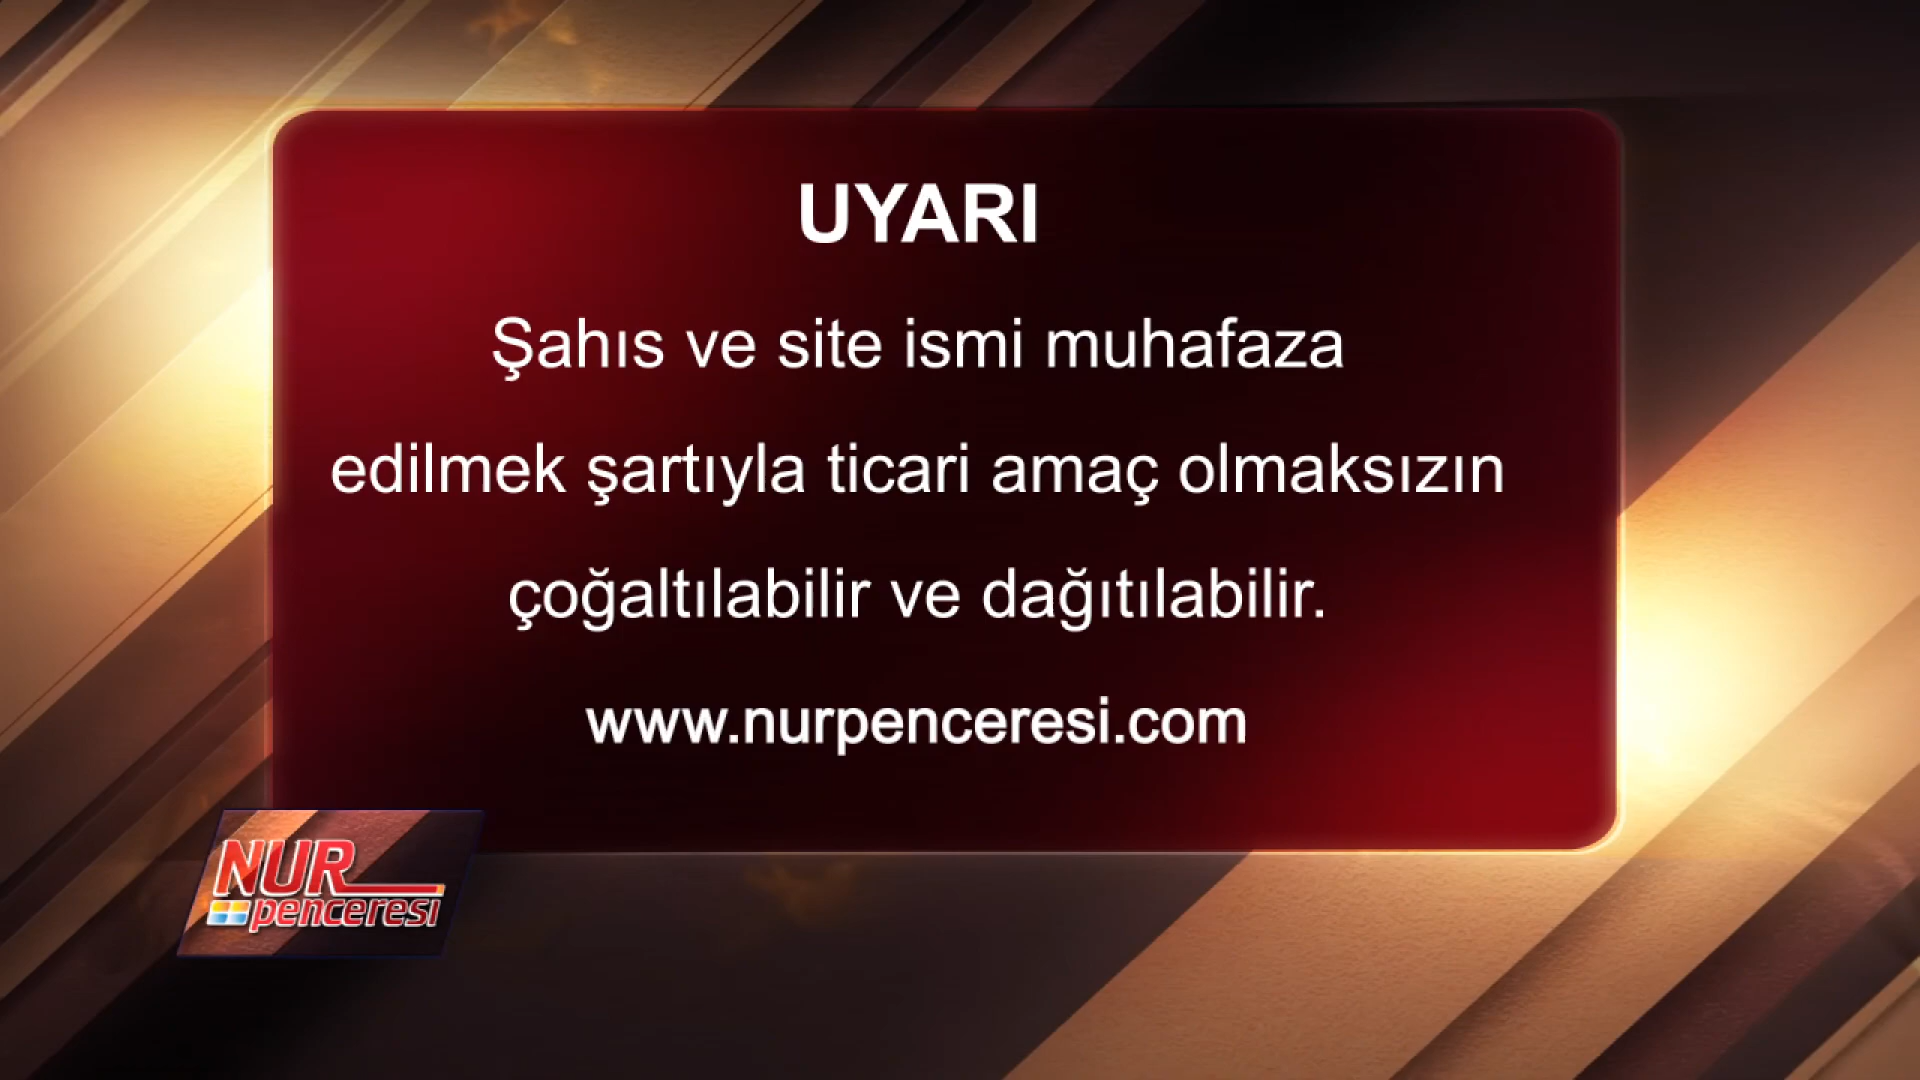 UYARI
Şahıs ve site ismi muhafaza
edilmek şartıyla ticari amaç olmaksızın
çoğaltılabilir ve dağıtılabilir.
www.nurpenceresi.com
NUR
penceresi